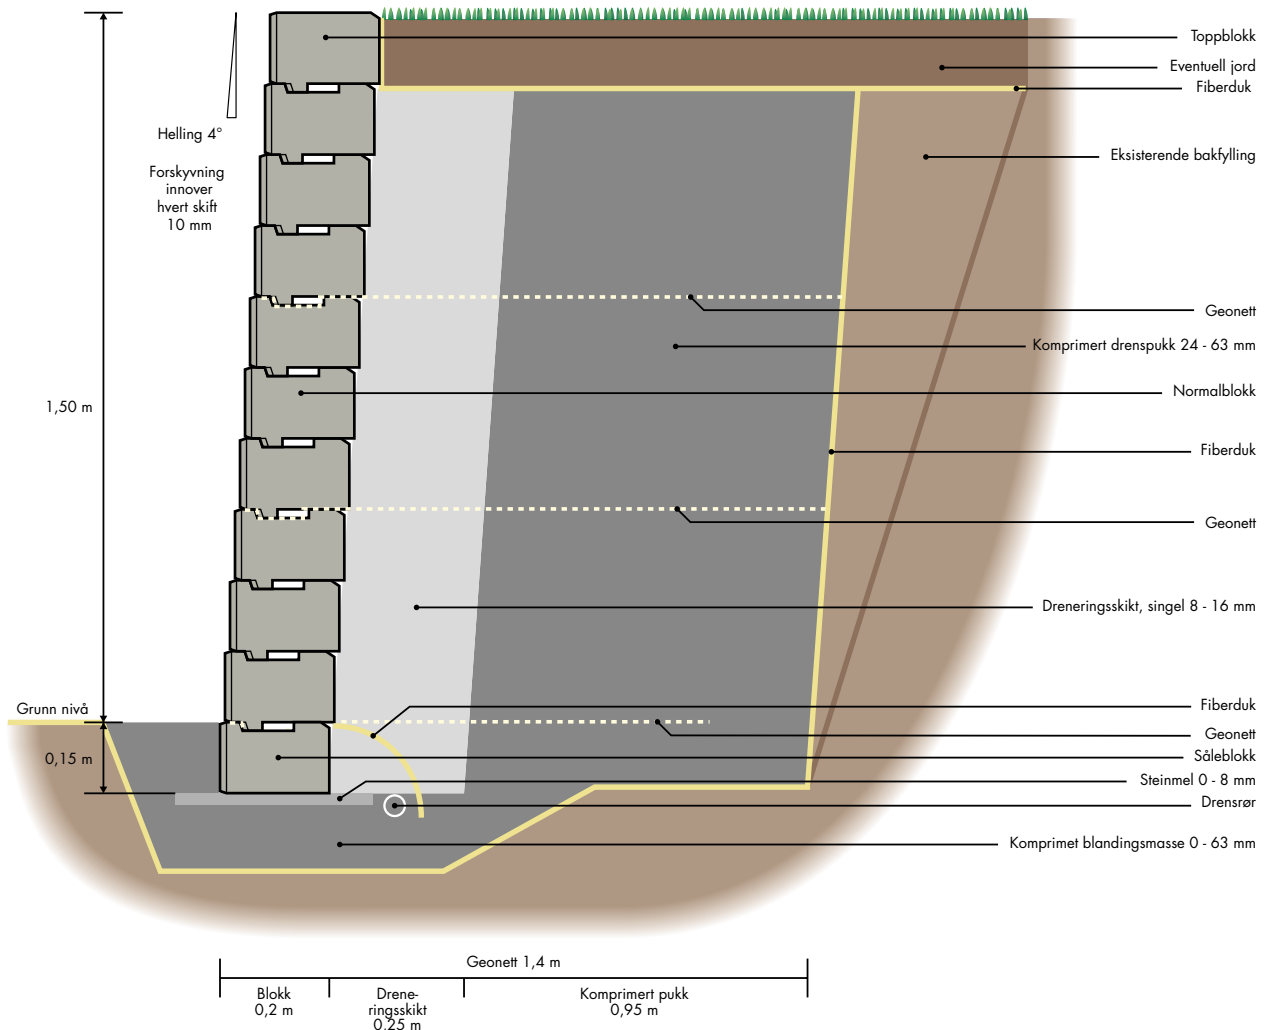 Toppblokk
Eventuell jord
Fiberduk
Helling 4°
Eksisterende bakfylling
Forskyvning
innover
hvert skift
10 mm
Geonett
Komprimert drenspukk 24 - 63 mm
Normalblokk
1,50 m
Fiberduk
Geonett
Dreneringsskikt, singel 8 - 16 mm
Grunn nivå
Fiberduk
Geonett
0,15 m
Såleblokk
Steinmel 0 - 8 mm
Drensrør
Komprimet blandingsmasse 0 - 63 mm
Geonett 1,4 m
Blokk
0,2 m
Drene-
ringsskikt
0,25 m
Komprimert pukk
0,95 m